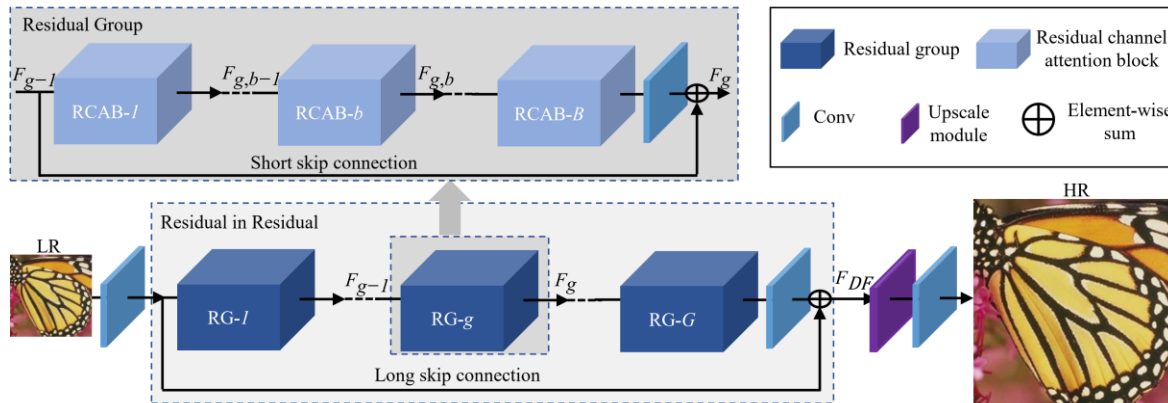 Residual Group
F_{g-1}
F_{g,b-1}
F_{g,b}
F_g
RCAB-1
RCAB-b
RCAB-B
Short skip connection
Residual group
Residual channel
attention block
Conv
Upscale
module
Element-wise
sum
Residual in Residual
LR
HR
F_{g-1}
F_g
F_{DF}
RG-1
RG-g
RG-G
Long skip connection